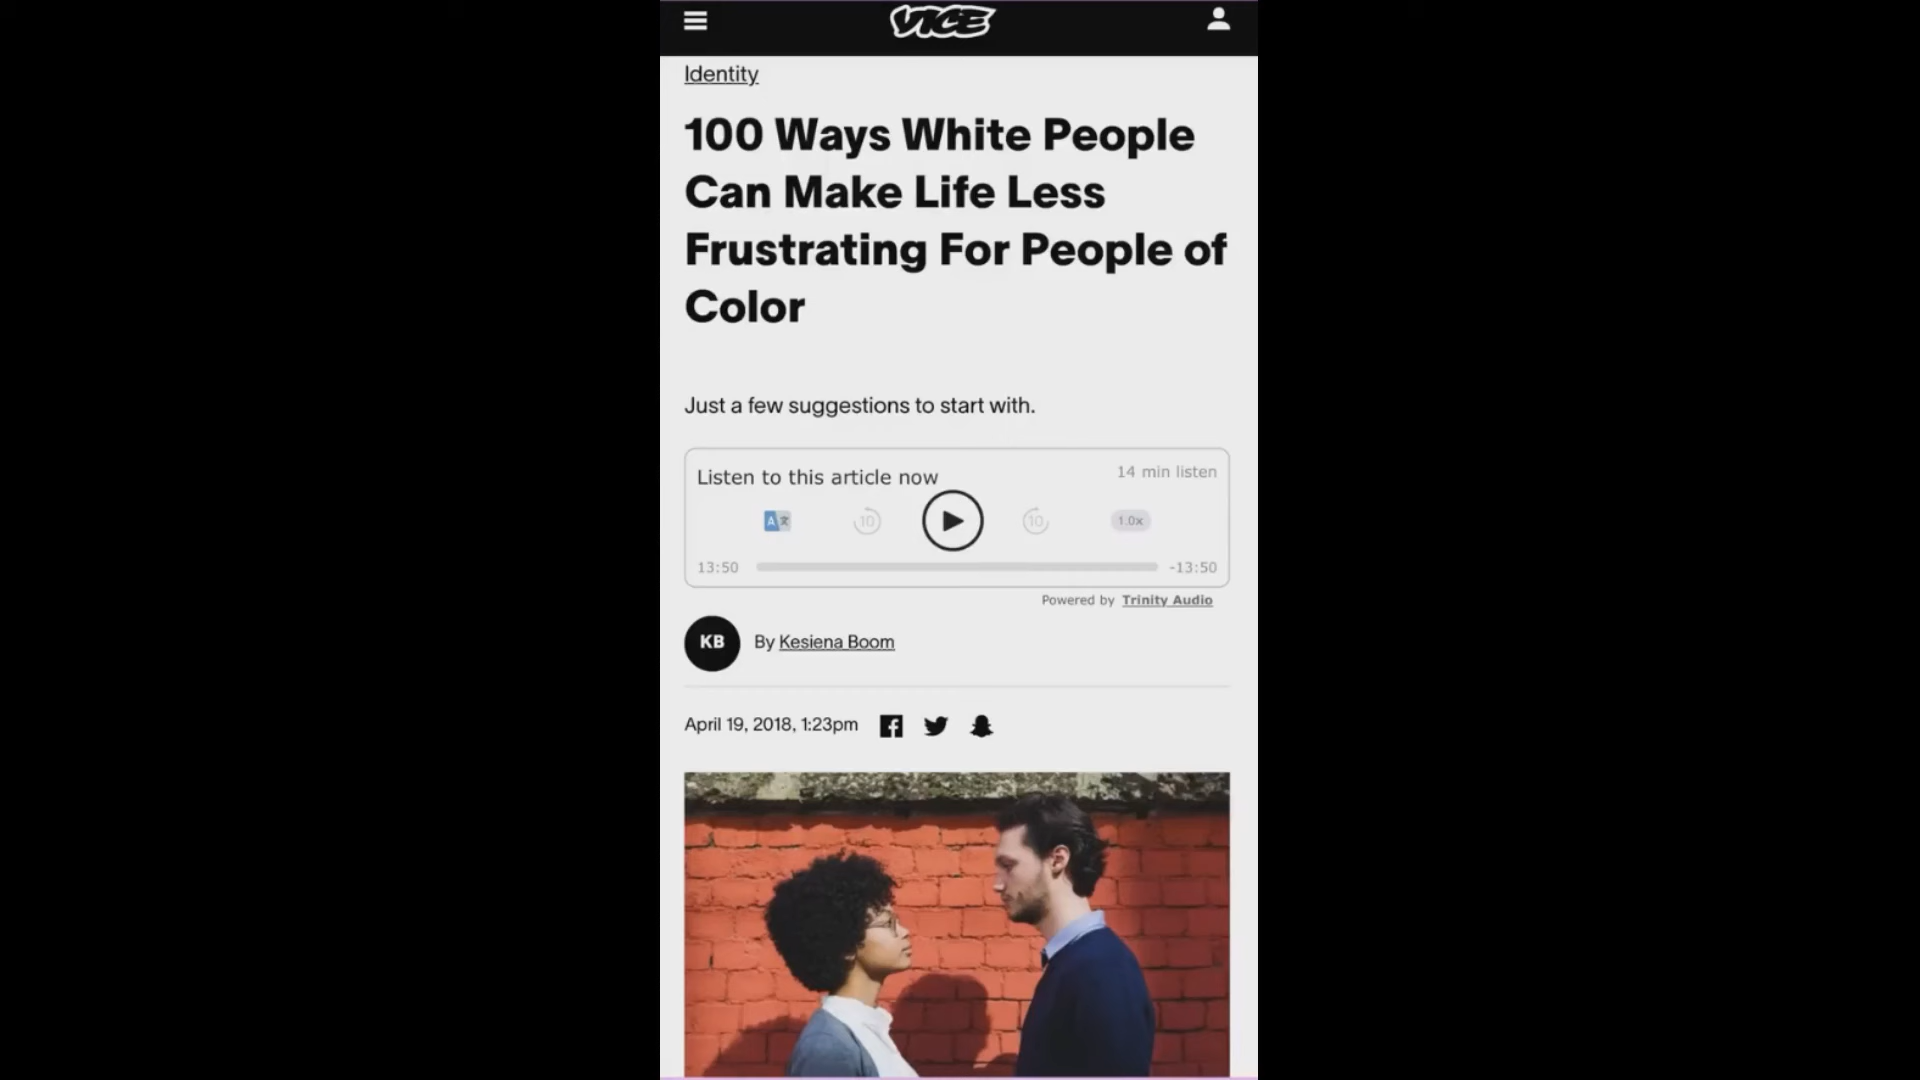 VICE
Identity
100 Ways White People
Can Make Life Less
Frustrating For People of
Color
Just a few suggestions to start with.
Listen to this article now
14 min listen
A
10
10
1.0x
13:50
-13:50
Powered by Trinity Audio
KB
By Kesiena Boom
April 19, 2018, 1:23pm